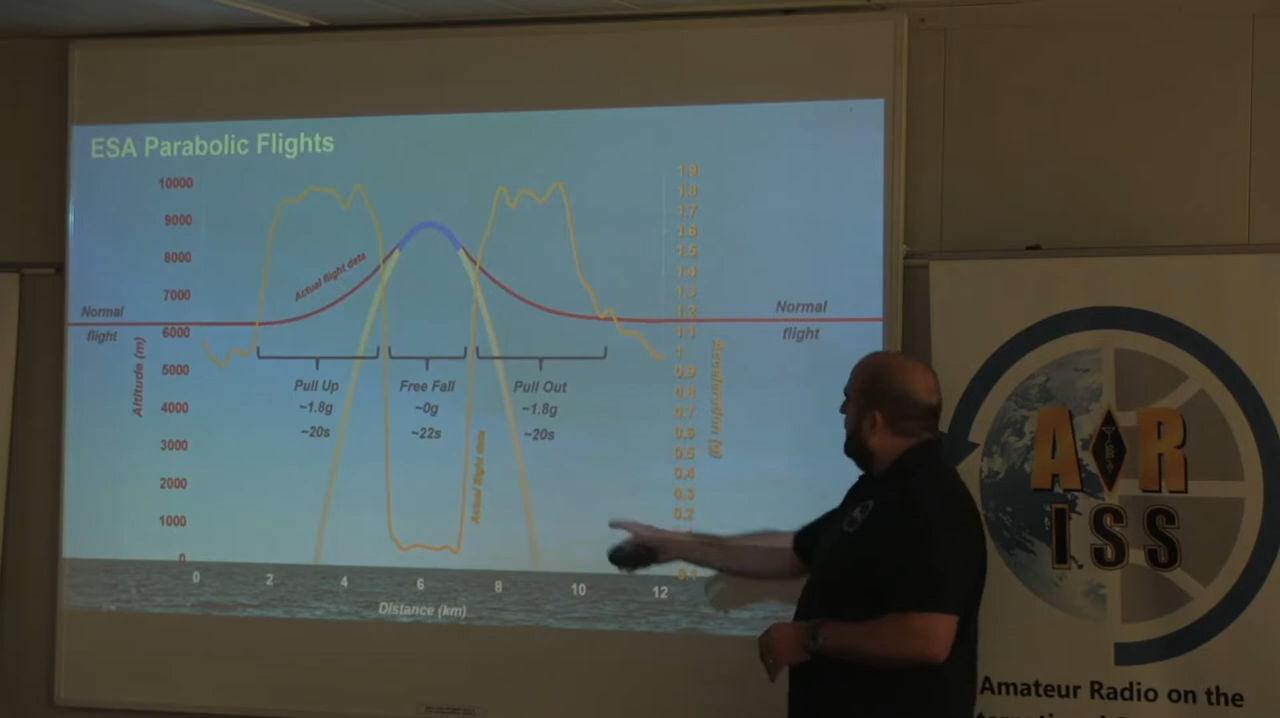 ESA Parabolic Flights
10000
9000
8000
7000
6000
5000
4000
3000
2000
1000
0
Altitude (m)
Normal
flight
Actual flight data
Pull Up
~1.8g
~20s
Free Fall
~0g
~22s
Pull Out
~1.8g
~20s
Actual flight data
Normal
flight
1.9
1.8
1.7
1.6
1.5
1.4
1.3
1.2
1.1
1
0.9
0.8
0.7
0.6
0.5
0.4
0.3
0.2
-0.1
Acceleration (g)
0 2 4 6 8 10 12
Distance (km)
A R
ISS
Amateur Radio on the